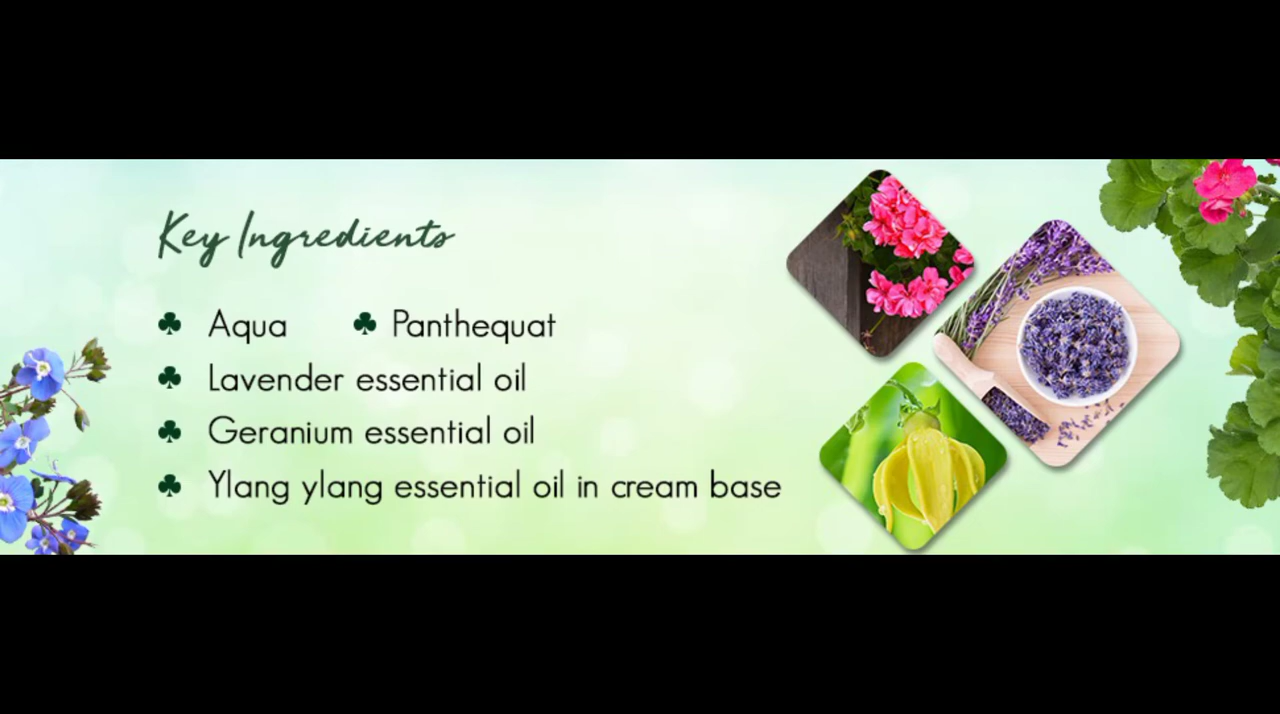 Key Ingredients
♣ Aqua ♣ Panthequat
♣ Lavender essential oil
♣ Geranium essential oil
♣ Ylang ylang essential oil in cream base